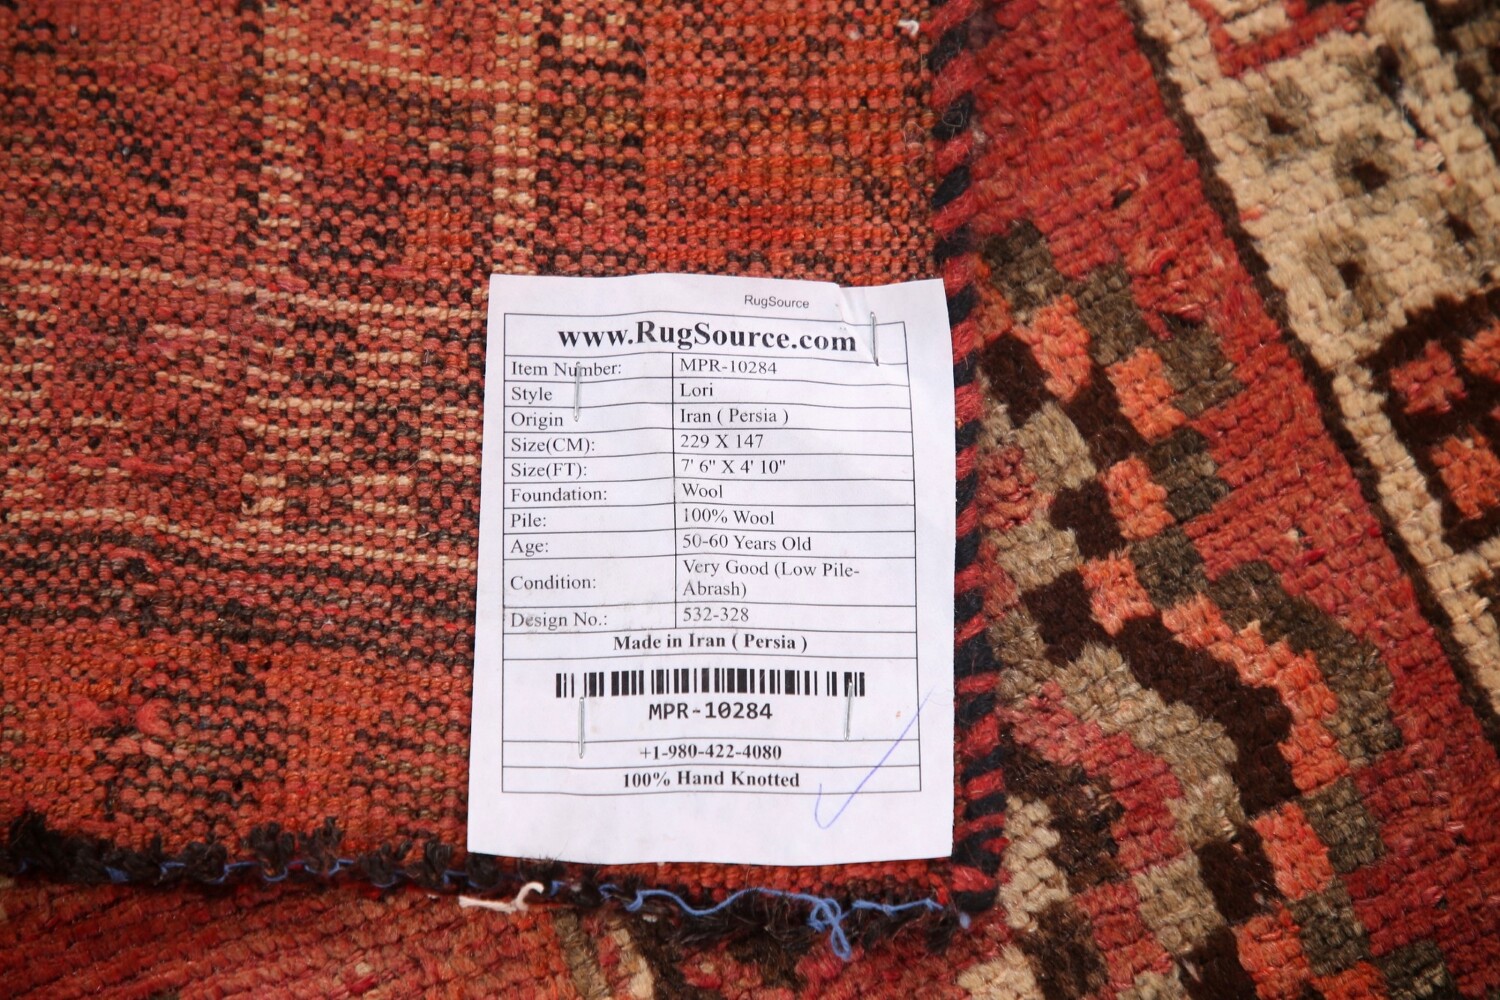 RugSource
www.RugSource.com
Item Number: MPR-10284
Style Lori
Origin Iran ( Persia )
Size(CM): 229 X 147
Size(FT): 7' 6" X 4' 10"
Foundation: Wool
Pile: 100% Wool
Age: 50-60 Years Old
Condition: Very Good (Low Pile-
Abrash)
Design No.: 532-328
Made in Iran ( Persia )
MPR-10284
+1-980-422-4080
100% Hand Knotted